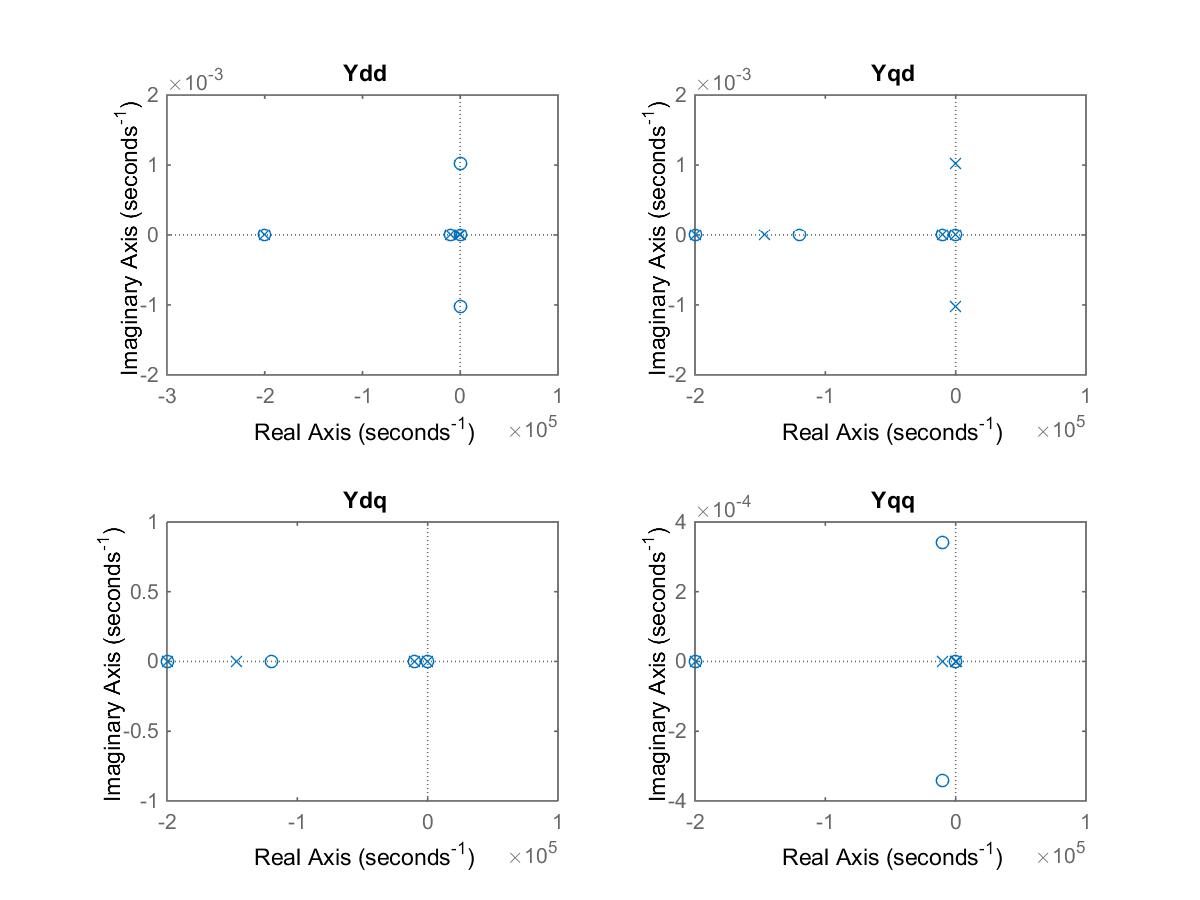 Ydd
×10⁻³
Imaginary Axis (seconds⁻¹)
2
1
0
-1
-2
-3 -2 -1 0 1
Real Axis (seconds⁻¹) ×10⁵
Yqd
×10⁻³
Imaginary Axis (seconds⁻¹)
2
1
0
-1
-2
-2 -1 0 1
Real Axis (seconds⁻¹) ×10⁵
Ydq
Imaginary Axis (seconds⁻¹)
1
0.5
0
-0.5
-1
-2 -1 0 1
Real Axis (seconds⁻¹) ×10⁵
Yqq
×10⁻⁴
Imaginary Axis (seconds⁻¹)
4
2
0
-2
-4
-2 -1 0 1
Real Axis (seconds⁻¹) ×10⁵